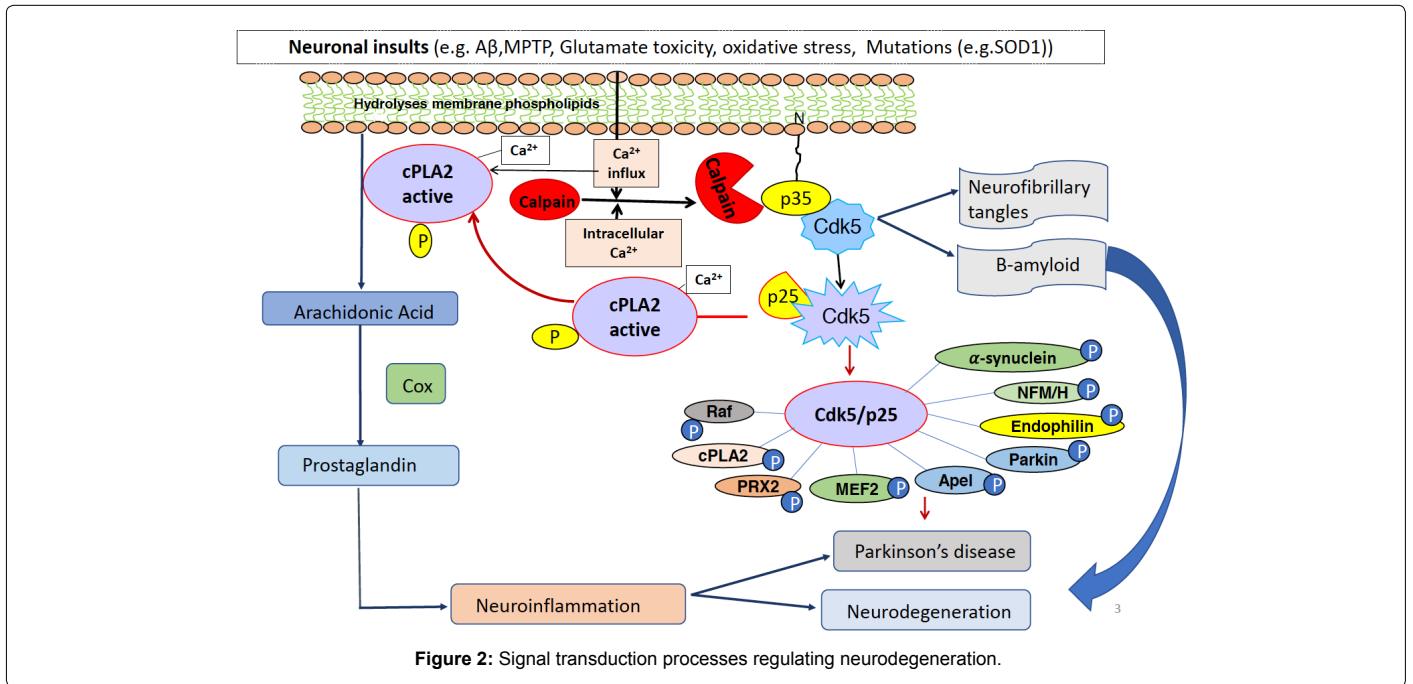 Neuronal insults (e.g. Aβ,MPTP, Glutamate toxicity, oxidative stress, Mutations (e.g.SOD1))
Hydrolyses membrane phospholipids
N
Ca²⁺
Ca²⁺
influx
cPLA2
active
P
Calpain
Calpain
p35
Cdk5
Neurofibrillary
tangles
Intracellular
Ca²⁺
B-amyloid
Ca²⁺
cPLA2
active
P
p25
Cdk5
Arachidonic Acid
Cox
α-synuclein
P
NFM/H
P
Raf
P
Cdk5/p25
Endophilin
P
cPLA2
P
Parkin
P
Prostaglandin
PRX2
P
MEF2
P
Apel
P
Parkinson’s disease
Neuroinflammation
Neurodegeneration
3
Figure 2: Signal transduction processes regulating neurodegeneration.